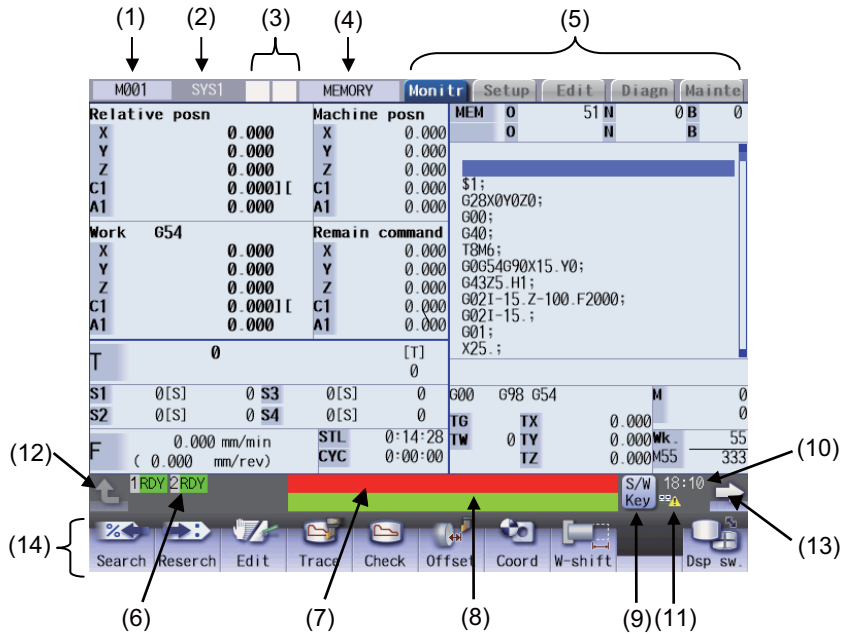 (1) (2) (3) (4) (5)
M001 SYS1 MEMORY Monitr Setup Edit Diagn Mainte
Relative posn
X 0.000
Y 0.000
Z 0.000
C1 0.000][
A1 0.000
Machine posn
X 0.000
Y 0.000
Z 0.000
C1 0.000
A1 0.000
Work G54
X 0.000
Y 0.000
Z 0.000
C1 0.000][
A1 0.000
Remain command
X 0.000
Y 0.000
Z 0.000
C1 0.000
A1 0.000
MEM O 51 N 0 B 0
O N B
$1;
G28X0Y0Z0;
G00;
G40;
T8M6;
G0G54G90X15.Y0;
G43Z5.H1;
G02I-15.Z-100.F2000;
G02I-15.;
G01;
X25.;
T 0 [T]
0
S1 0[S] 0 S3 0[S] 0
S2 0[S] 0 S4 0[S] 0
F 0.000 mm/min
( 0.000 mm/rev)
STL 0:14:28
CYC 0:00:00
G00 G98 G54
TG TX 0.000
TW 0 TY 0.000
TZ 0.000
M 0
0
Wk. 55
M55 333
(12) (10)
1RDY 2RDY S/W Key 18:10
(13)
(14)
Search Reserch Edit Trace Check Offset Coord W-shift Dsp sw.
(6) (7) (8) (9) (11)